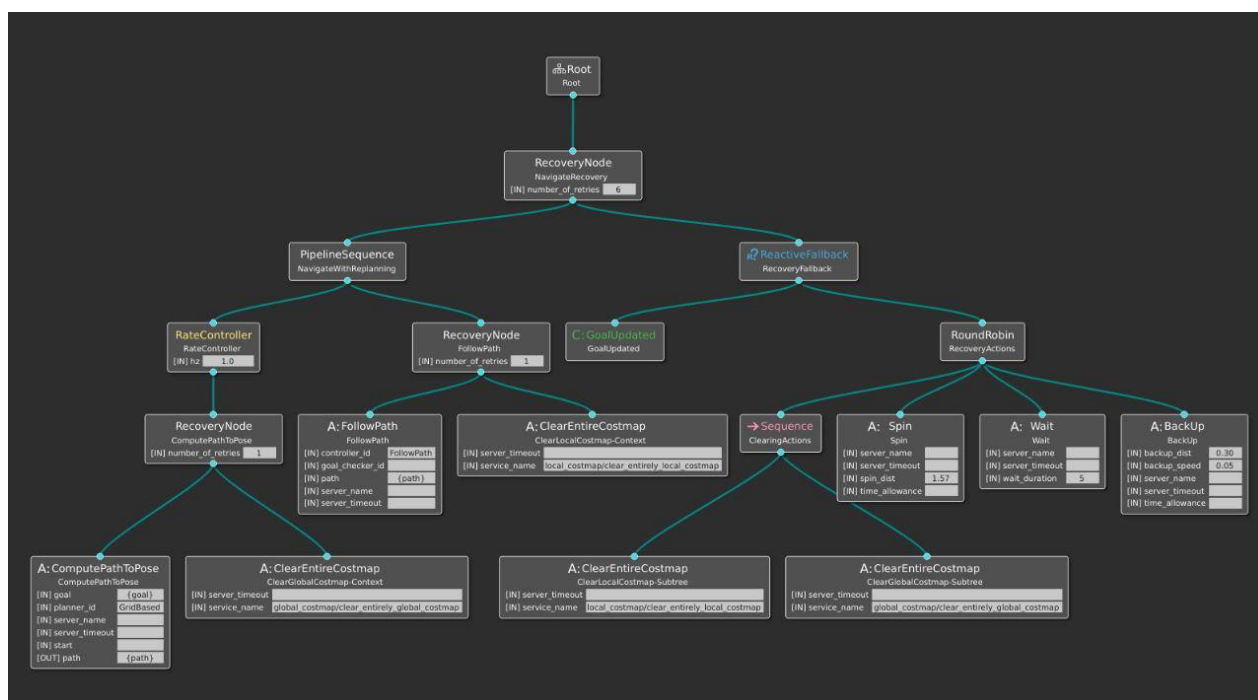 Root
Root
RecoveryNode
NavigateRecovery
[IN] number_of_retries 6
PipelineSequence
NavigateWithReplanning
ReactiveFallback
RecoveryFallback
RateController
RateController
[IN] hz 1.0
RecoveryNode
FollowPath
[IN] number_of_retries 1
C: GoalUpdated
GoalUpdated
RoundRobin
RecoveryActions
RecoveryNode
ComputePathToPose
[IN] number_of_retries 1
A: FollowPath
FollowPath
[IN] controller_id FollowPath
[IN] goal_checker_id
[IN] path {path}
[IN] server_name
[IN] server_timeout
A: ClearEntireCostmap
ClearLocalCostmap-Context
[IN] server_timeout
[IN] service_name local_costmap/clear_entirely_local_costmap
Sequence
ClearingActions
A: Spin
Spin
[IN] server_name
[IN] server_timeout
[IN] spin_dist 1.57
[IN] time_allowance
A: Wait
Wait
[IN] server_name
[IN] server_timeout
[IN] wait_duration 5
A: BackUp
BackUp
[IN] backup_dist 0.30
[IN] backup_speed 0.05
[IN] server_name
[IN] server_timeout
[IN] time_allowance
A: ComputePathToPose
ComputePathToPose
[IN] goal {goal}
[IN] planner_id GridBased
[IN] server_name
[IN] server_timeout
[IN] start
[OUT] path {path}
A: ClearEntireCostmap
ClearGlobalCostmap-Context
[IN] server_timeout
[IN] service_name global_costmap/clear_entirely_global_costmap
A: ClearEntireCostmap
ClearLocalCostmap-Subtree
[IN] server_timeout
[IN] service_name local_costmap/clear_entirely_local_costmap
A: ClearEntireCostmap
ClearGlobalCostmap-Subtree
[IN] server_timeout
[IN] service_name global_costmap/clear_entirely_global_costmap